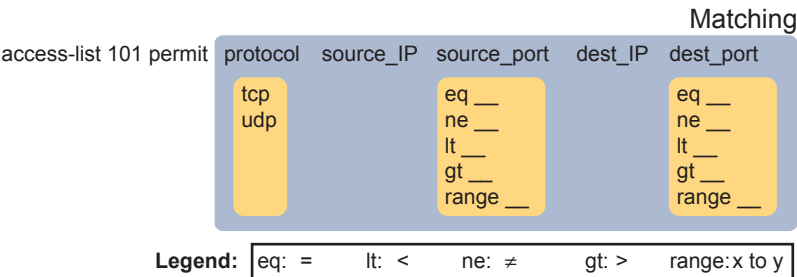 Matching
access-list 101 permit protocol source_IP source_port dest_IP dest_port
tcp eq __ eq __
udp ne __ ne __
lt __ lt __
gt __ gt __
range __ range __
Legend: eq: = lt: < ne: ≠ gt: > range: x to y